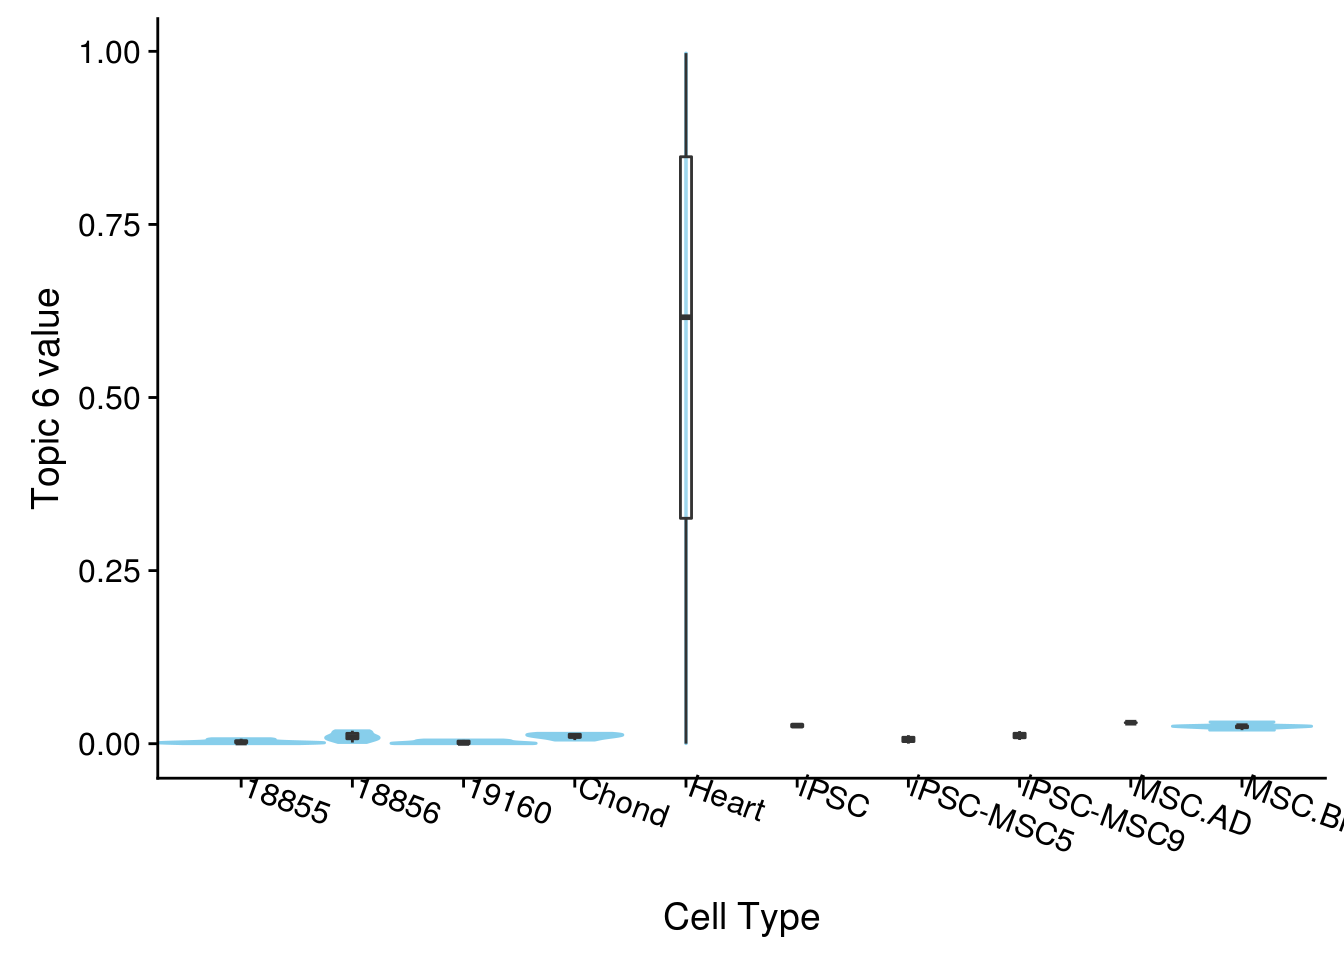 1.00
0.75
0.50
0.25
0.00
Topic 6 value
18855
18856
19160
Chond
Heart
iPSC
iPSC-MSC5
iPSC-MSC9
MSC.AD
Cell Type